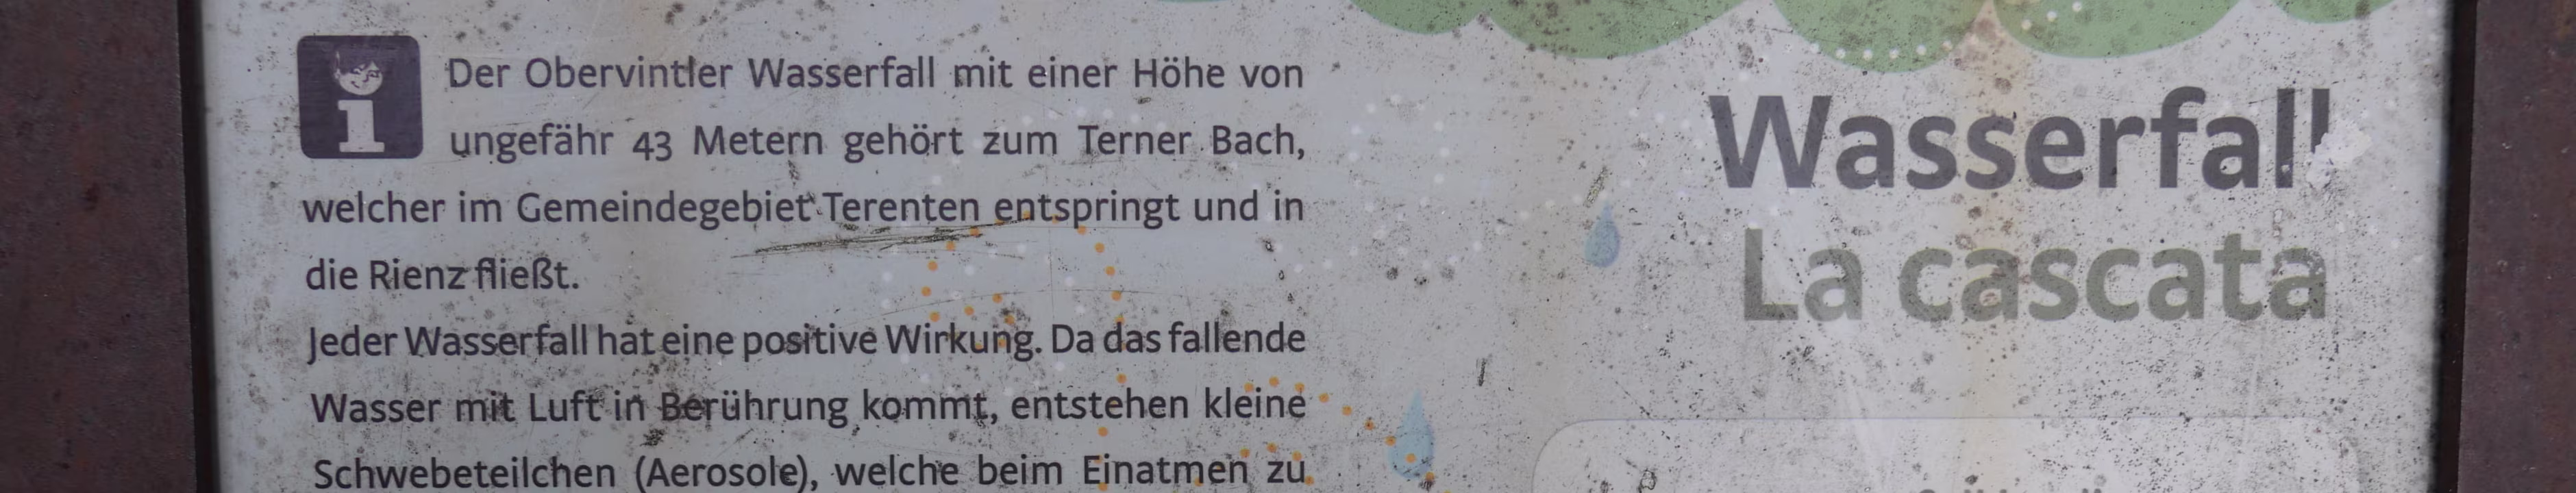 Der Obervintler Wasserfall mit einer Höhe von
ungefähr 43 Metern gehört zum Terner Bach,
welcher im Gemeindegebiet Terenten entspringt und in
die Rienz fließt.
Jeder Wasserfall hat eine positive Wirkung. Da das fallende
Wasser mit Luft in Berührung kommt, entstehen kleine
Schwebeteilchen (Aerosole), welche beim Einatmen zu
Wasserfall
La cascata